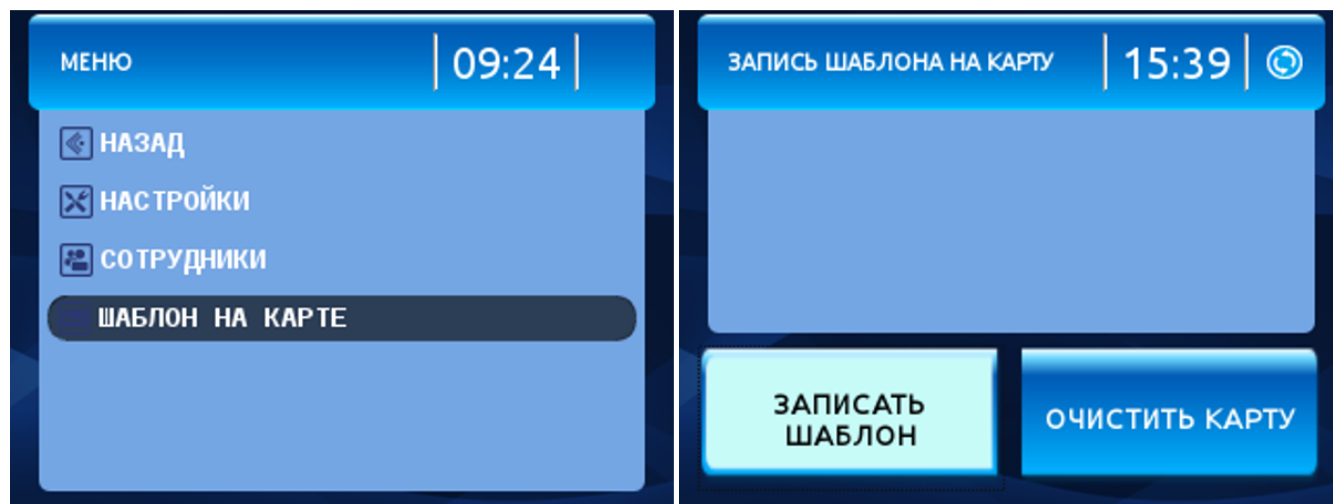 МЕНЮ
09:24
НАЗАД
НАСТРОЙКИ
СОТРУДНИКИ
ШАБЛОН НА КАРТЕ
ЗАПИСЬ ШАБЛОНА НА КАРТУ
15:39
ЗАПИСАТЬ
ШАБЛОН
ОЧИСТИТЬ КАРТУ